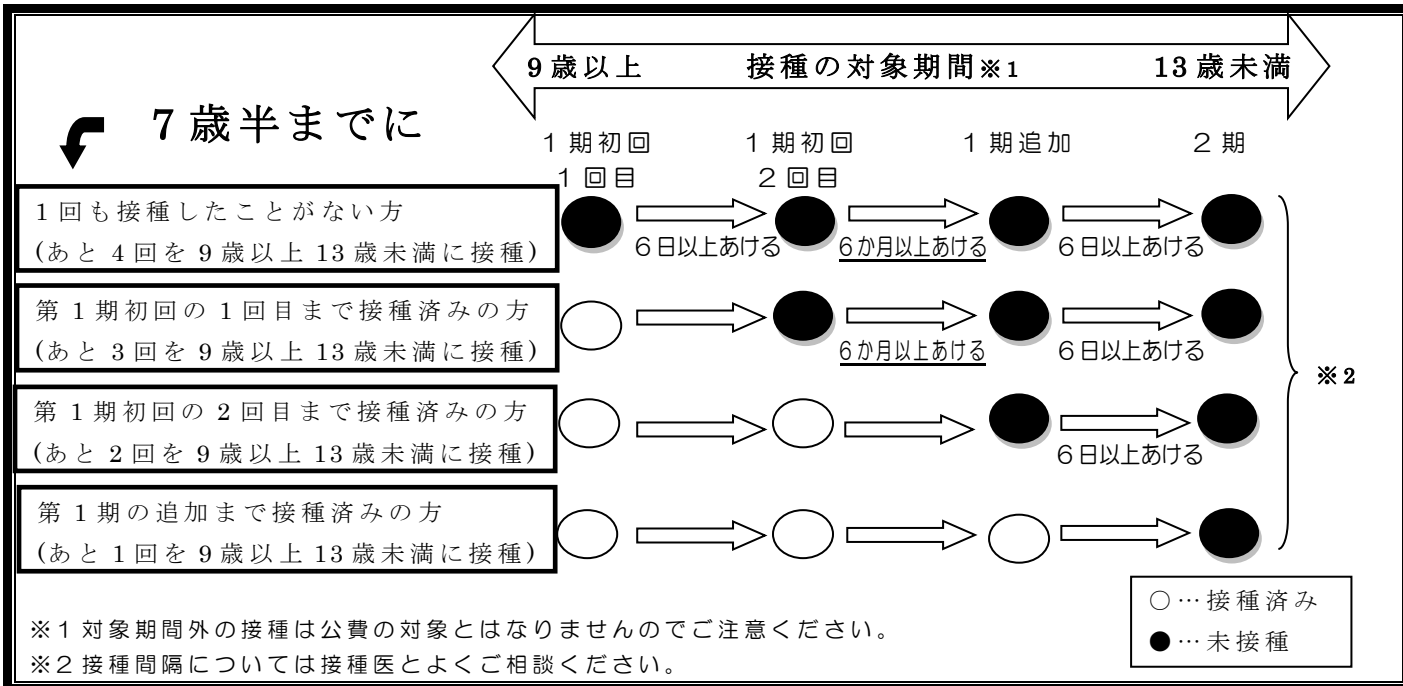 9歳以上 接種の対象期間※1 13歳未満
7歳半までに
1期初回 1期初回 1期追加 2期
1回目 2回目
1回も接種したことがない方
(あと4回を9歳以上13歳未満に接種)
6日以上あける 6か月以上あける 6日以上あける
第1期初回の1回目まで接種済みの方
(あと3回を9歳以上13歳未満に接種)
6か月以上あける 6日以上あける
※2
第1期初回の2回目まで接種済みの方
(あと2回を9歳以上13歳未満に接種)
6日以上あける
第1期の追加まで接種済みの方
(あと1回を9歳以上13歳未満に接種)
○…接種済み
●…未接種
※1対象期間外の接種は公費の対象とはなりませんのでご注意ください。
※2接種間隔については接種医とよくご相談ください。